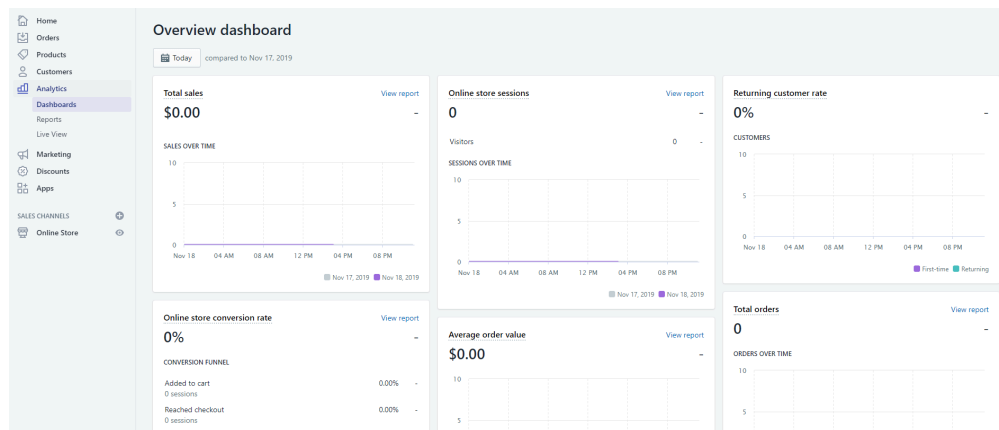 Home
Orders
Products
Customers
Analytics
Dashboards
Reports
Live View
Marketing
Discounts
Apps
SALES CHANNELS
Online Store
Overview dashboard
Today compared to Nov 17, 2019
Total sales View report
$0.00 -
SALES OVER TIME
10
5
0
Nov 18 04 AM 08 AM 12 PM 04 PM 08 PM
Nov 17, 2019 Nov 18, 2019
Online store conversion rate View report
0% -
CONVERSION FUNNEL
Added to cart 0.00% -
0 sessions
Reached checkout 0.00% -
0 sessions
Online store sessions View report
0 -
Visitors 0 -
SESSIONS OVER TIME
10
5
0
Nov 18 04 AM 08 AM 12 PM 04 PM 08 PM
Nov 17, 2019 Nov 18, 2019
Average order value View report
$0.00 -
10
5
Returning customer rate
0% -
CUSTOMERS
10
5
0
Nov 18 04 AM 08 AM 12 PM 04 PM 08 PM
First-time Returning
Total orders View report
0 -
ORDERS OVER TIME
10
5